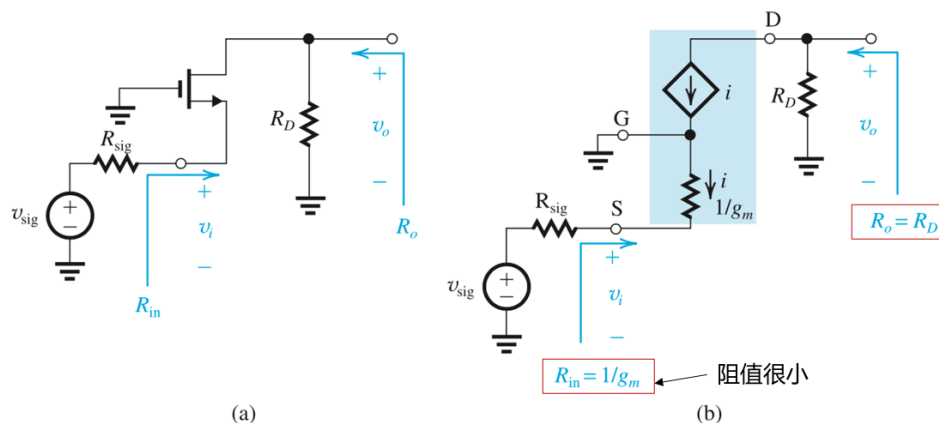 D
+
R_D
v_o
−
R_sig
+
v_sig
+
−
v_i
−
R_o
R_in
(a)
i
G
R_D
+
v_o
−
i
1/g_m
R_sig
S
R_o = R_D
v_sig
+
−
+
v_i
−
R_in = 1/g_m
阻值很小
(b)